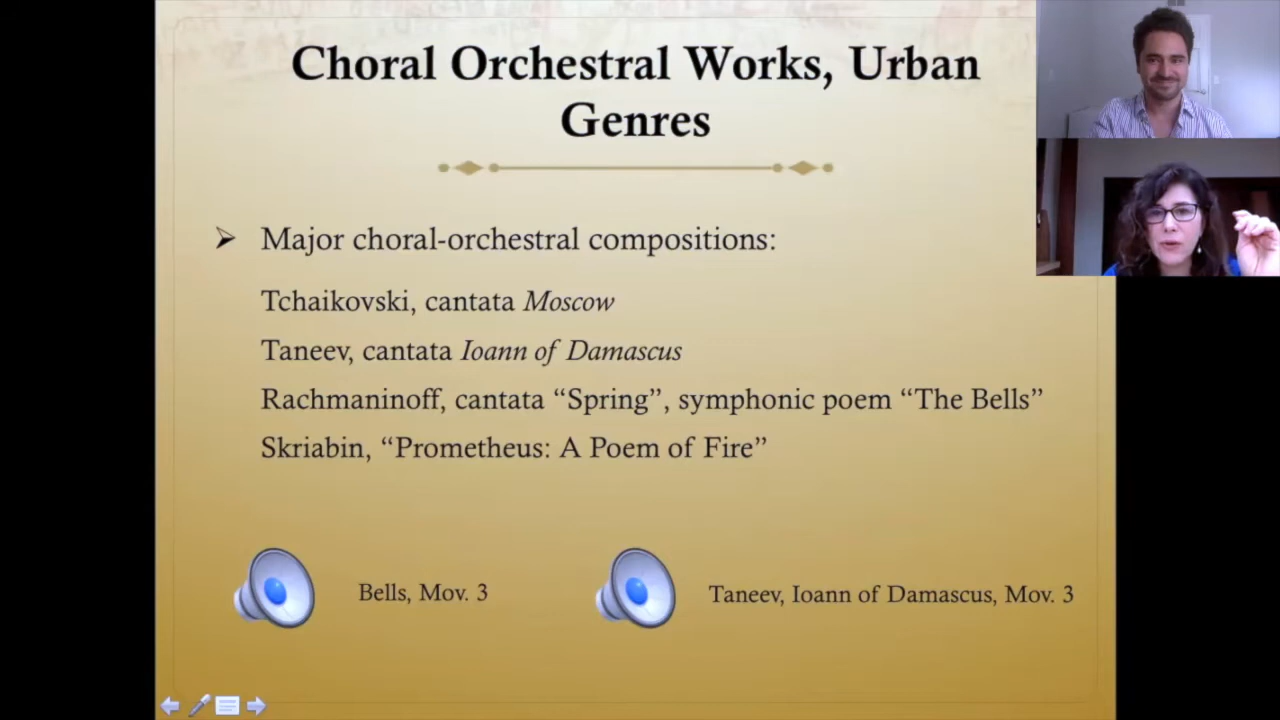 Choral Orchestral Works, Urban
Genres
Major choral-orchestral compositions:
Tchaikovski, cantata Moscow
Taneev, cantata Ioann of Damascus
Rachmaninoff, cantata “Spring”, symphonic poem “The Bells”
Skriabin, “Prometheus: A Poem of Fire”
Bells, Mov. 3
Taneev, Ioann of Damascus, Mov. 3